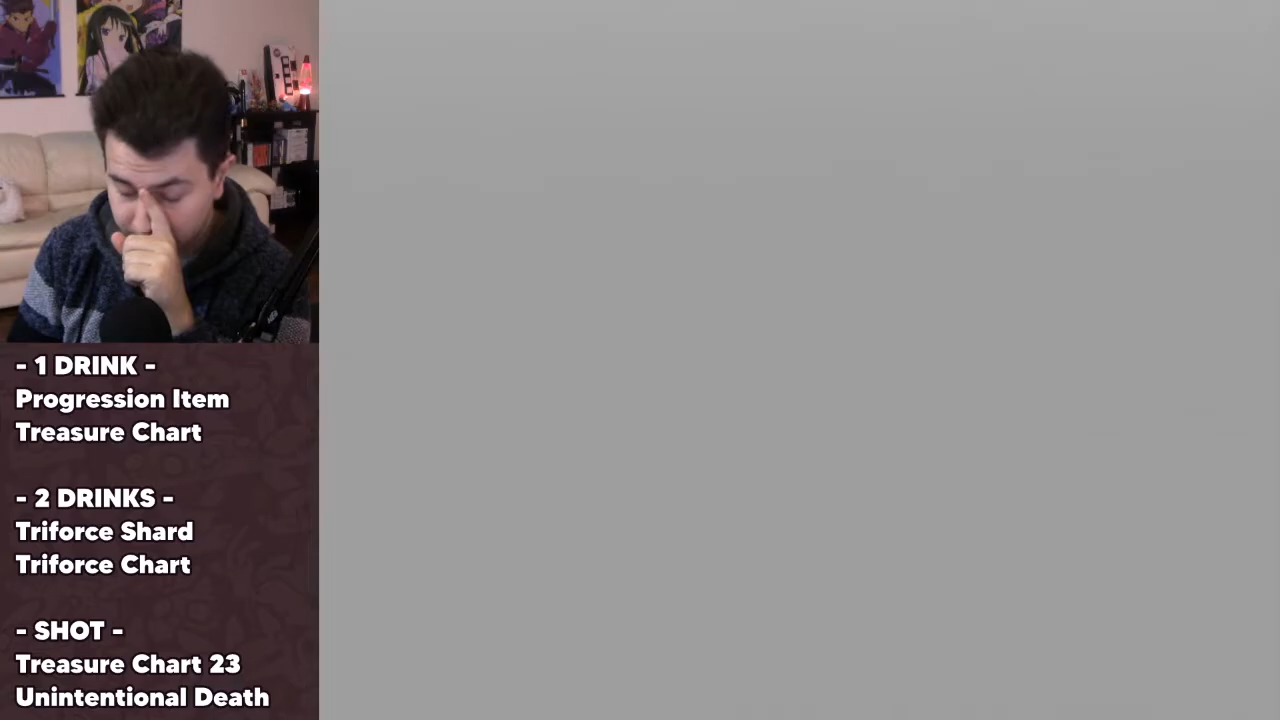 - 1 DRINK -
Progression Item
Treasure Chart
- 2 DRINKS -
Triforce Shard
Triforce Chart
- SHOT -
Treasure Chart 23
Unintentional Death